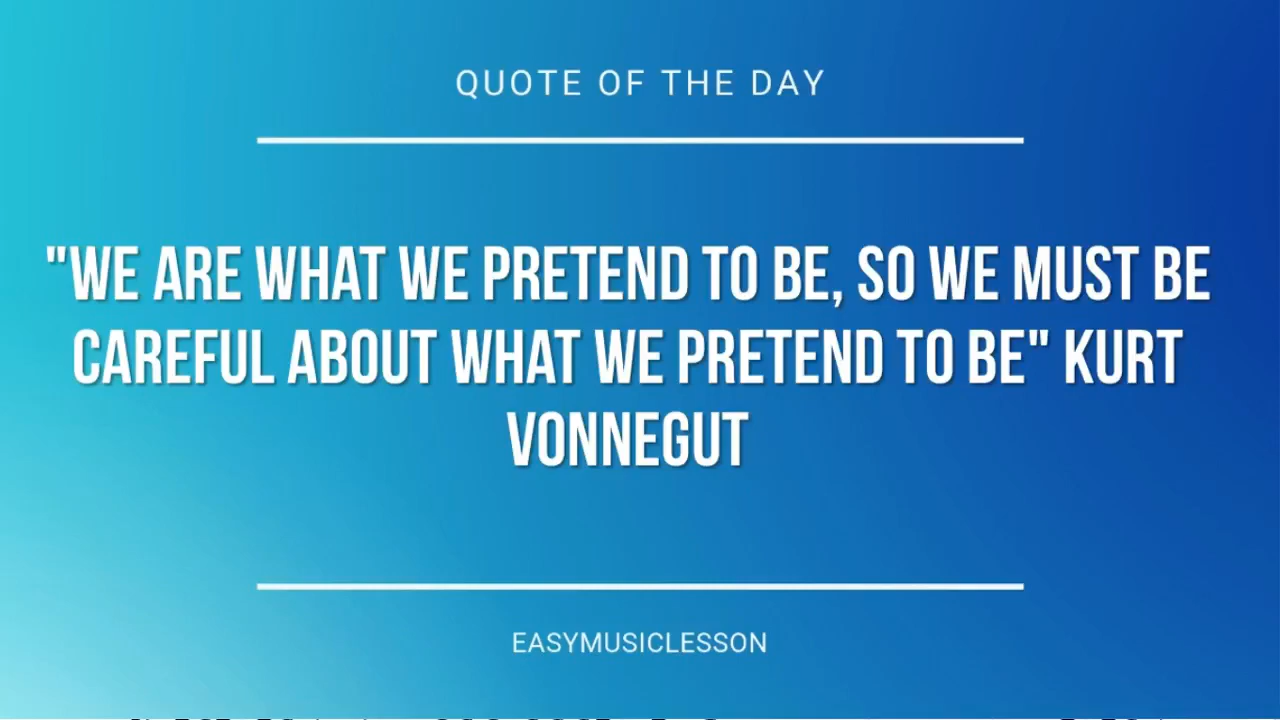 QUOTE OF THE DAY
"WE ARE WHAT WE PRETEND TO BE, SO WE MUST BE
CAREFUL ABOUT WHAT WE PRETEND TO BE" KURT
VONNEGUT
EASYMUSICLESSON